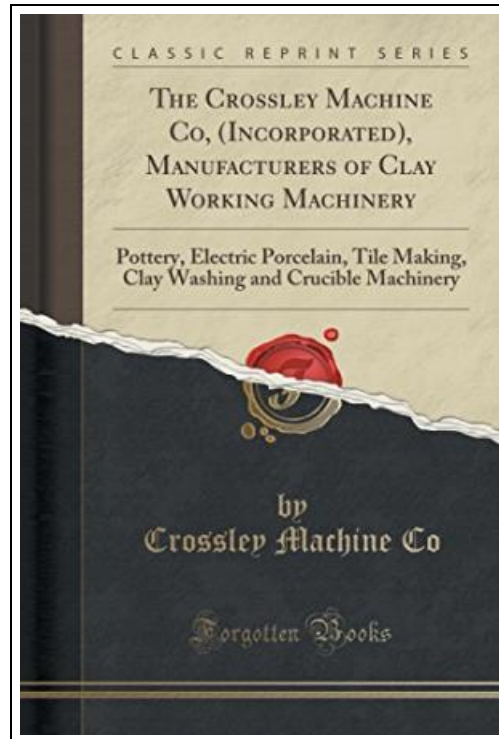 CLASSIC REPRINT SERIES
THE CROSSLEY MACHINE
CO, (INCORPORATED),
MANUFACTURERS OF CLAY
WORKING MACHINERY
Pottery, Electric Porcelain, Tile Making,
Clay Washing and Crucible Machinery
by
Crossley Machine Co
Forgotten Books